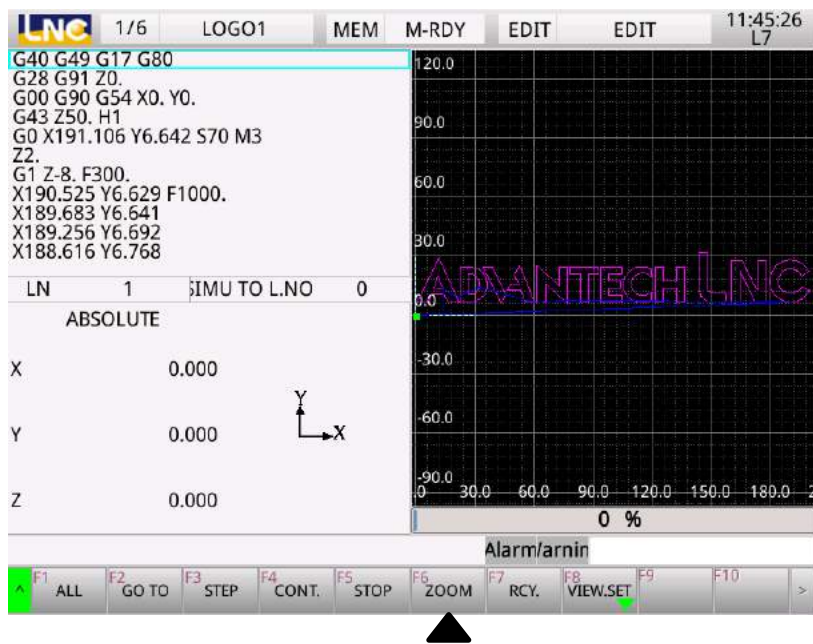 LNC 1/6 LOGO1 MEM M-RDY EDIT EDIT 11:45:26
L7
G40 G49 G17 G80
G28 G91 Z0.
G00 G90 G54 X0. Y0.
G43 Z50. H1
G0 X191.106 Y6.642 S70 M3
Z2.
G1 Z-8. F300.
X190.525 Y6.629 F1000.
X189.683 Y6.641
X189.256 Y6.692
X188.616 Y6.768
LN 1 SIMU TO L.NO 0
ABSOLUTE
X 0.000
Y 0.000
Z 0.000
Y
X
120.0
90.0
60.0
30.0
ADVANTECH LNC
0.0
-30.0
-60.0
-90.0
.0 30.0 60.0 90.0 120.0 150.0 180.0 2
0 %
Alarm/arnin
^ F1 ALL F2 GO TO F3 STEP F4 CONT. F5 STOP F6 ZOOM F7 RCY. F8 VIEW.SET F9 F10 >